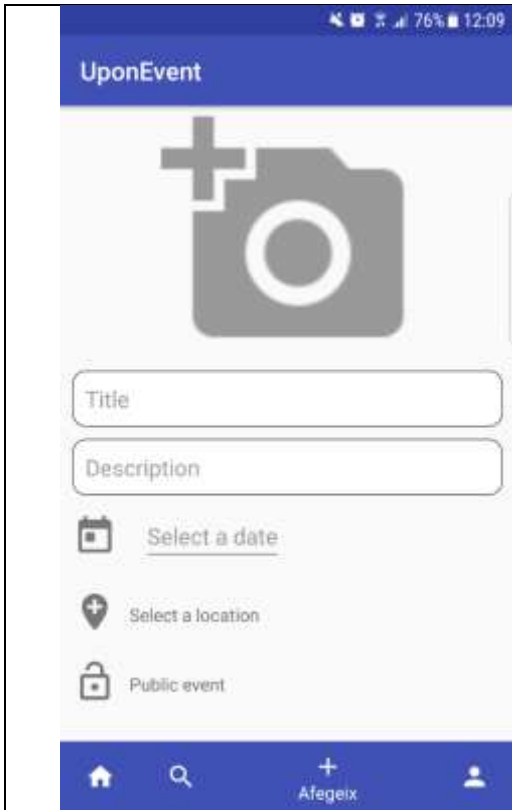 76% 12:09
UponEvent
Title
Description
Select a date
Select a location
Public event
Afegeix